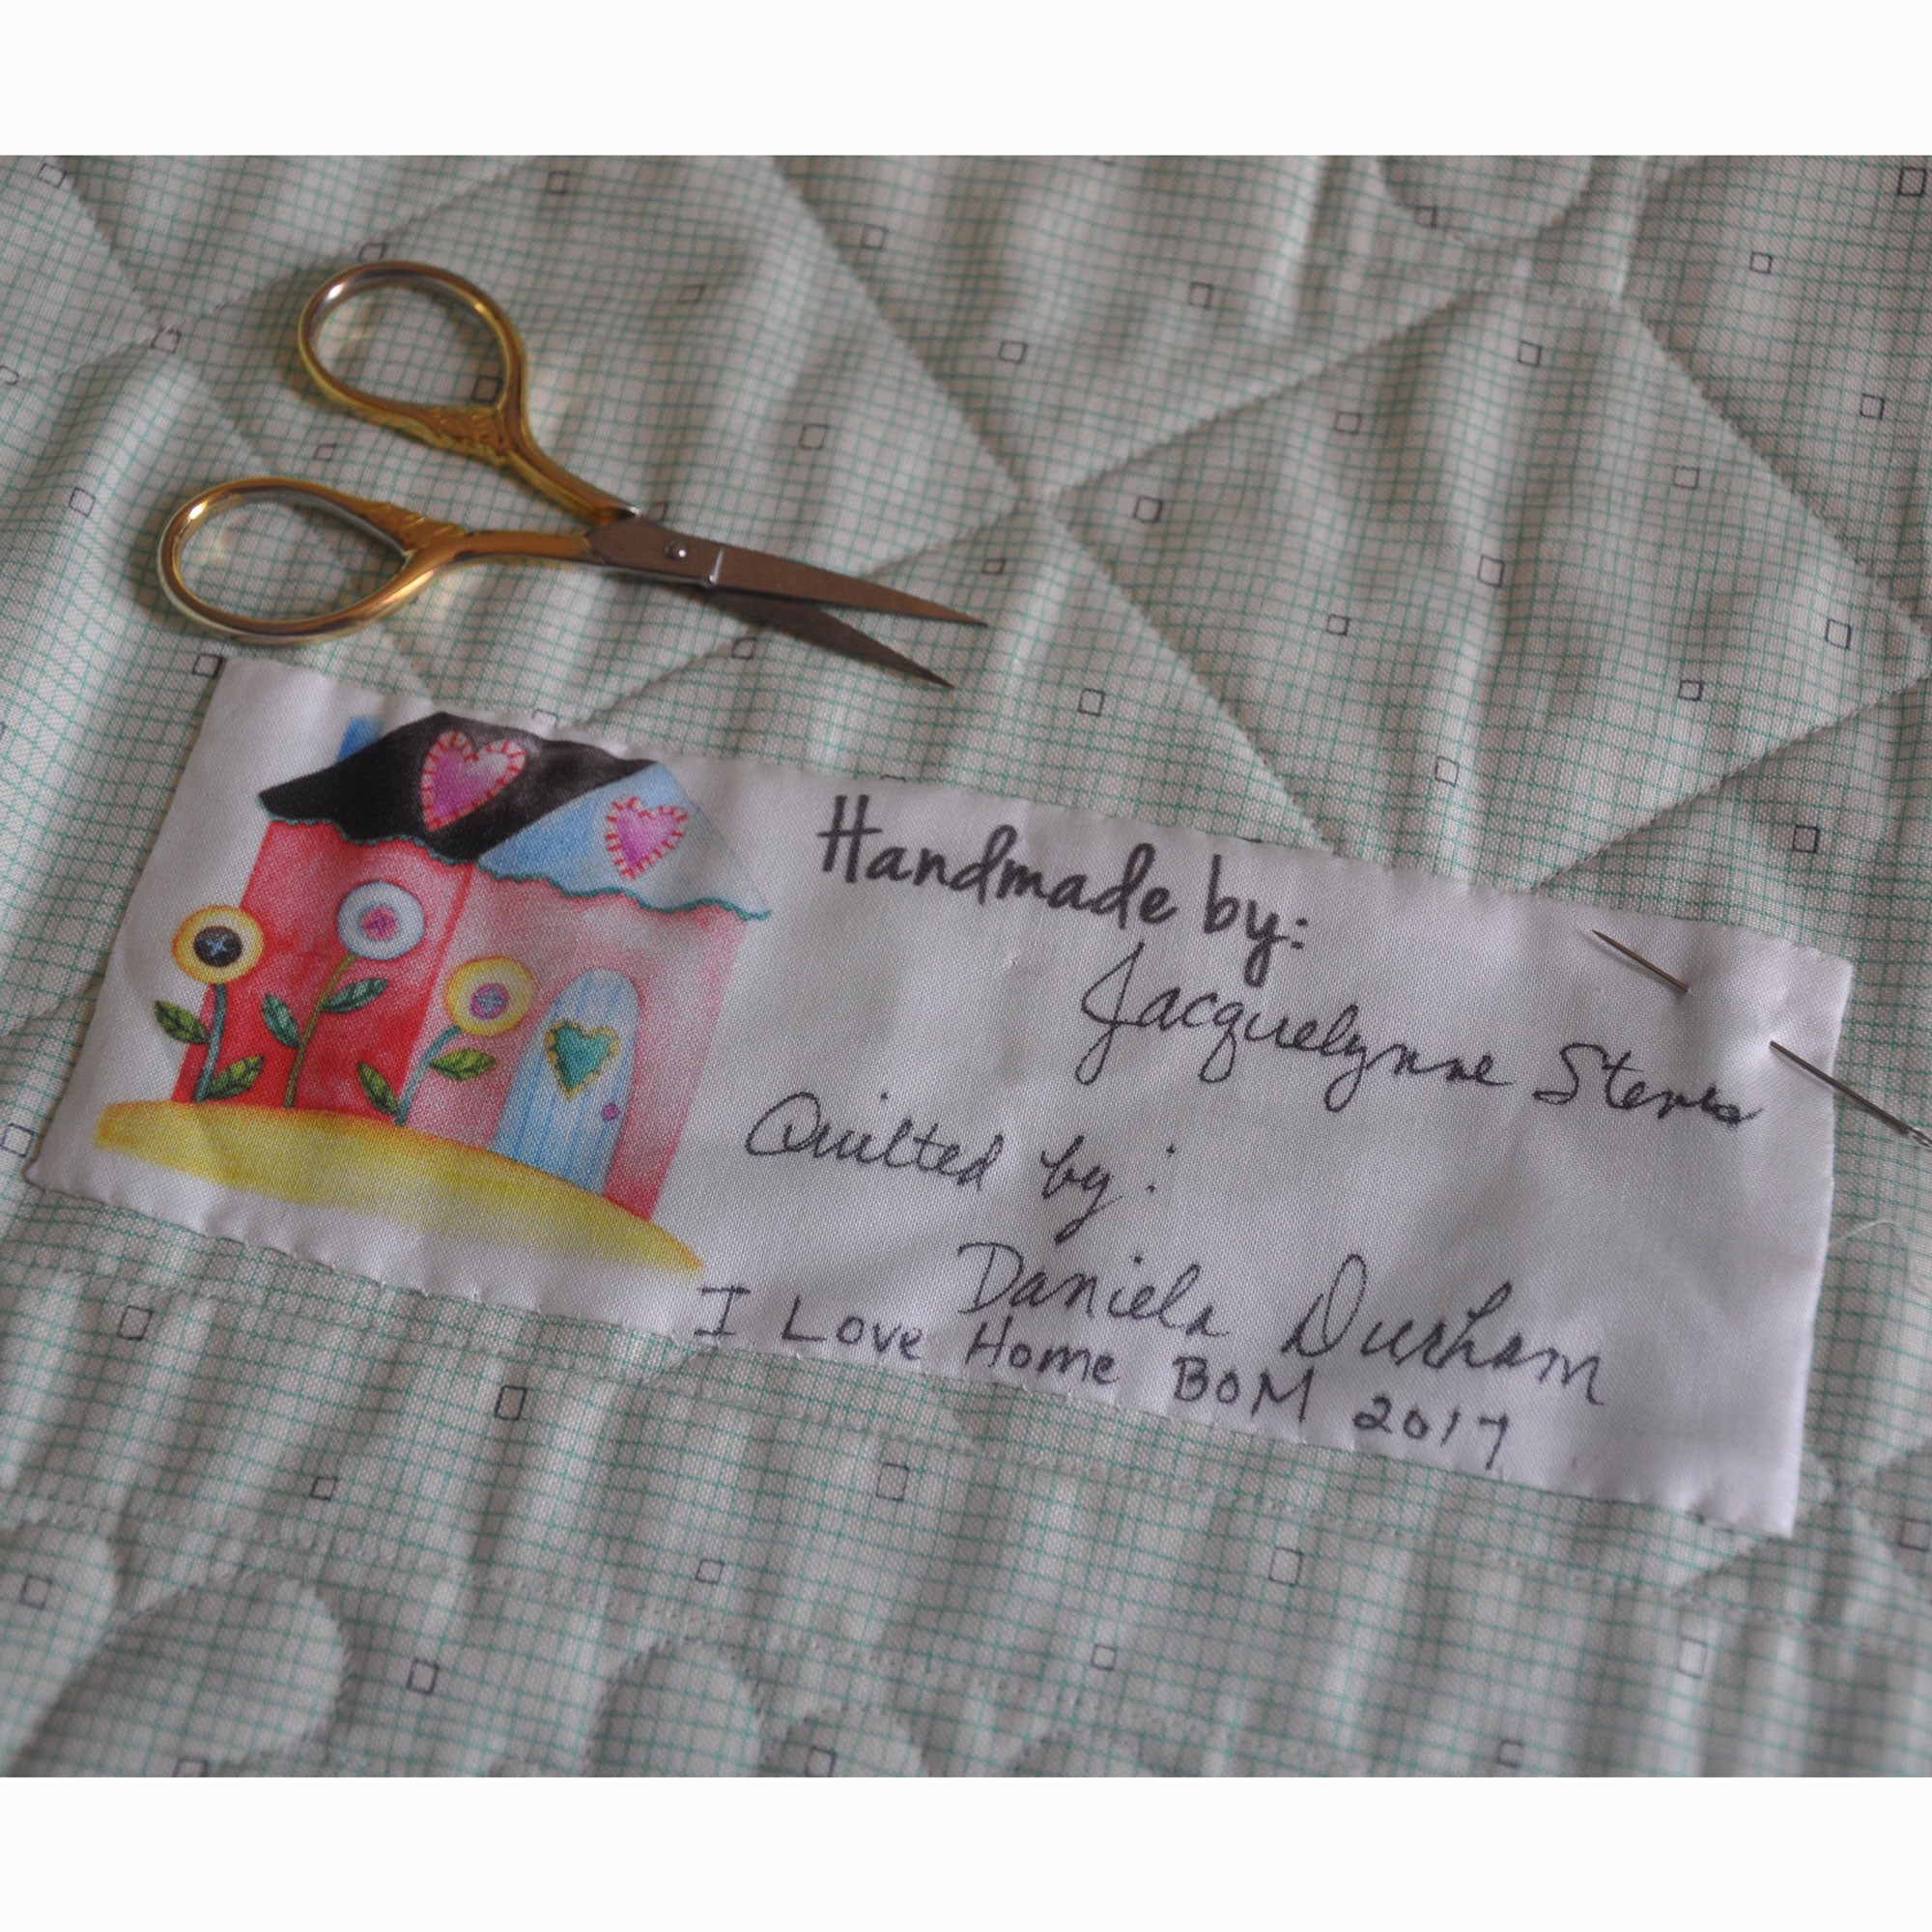 Handmade by:
Jacquelynne Steves
Quilted by:
Daniela Durham
I Love Home BOM 2017